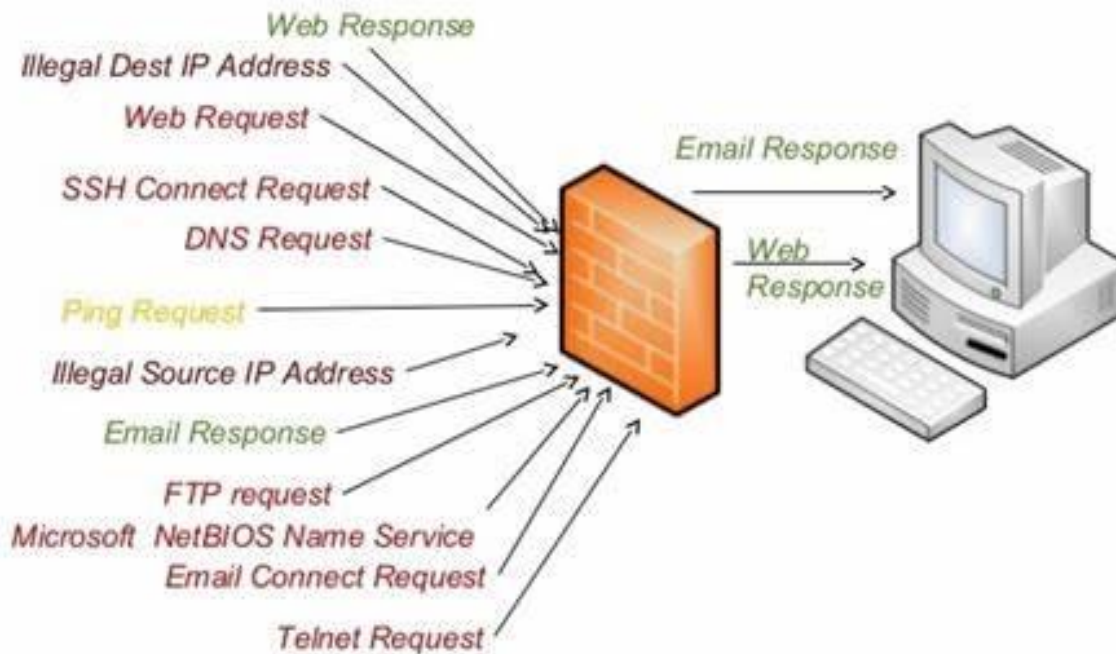 Web Response
Illegal Dest IP Address
Web Request
SSH Connect Request
DNS Request
Ping Request
Illegal Source IP Address
Email Response
FTP request
Microsoft NetBIOS Name Service
Email Connect Request
Telnet Request
Email Response
Web
Response